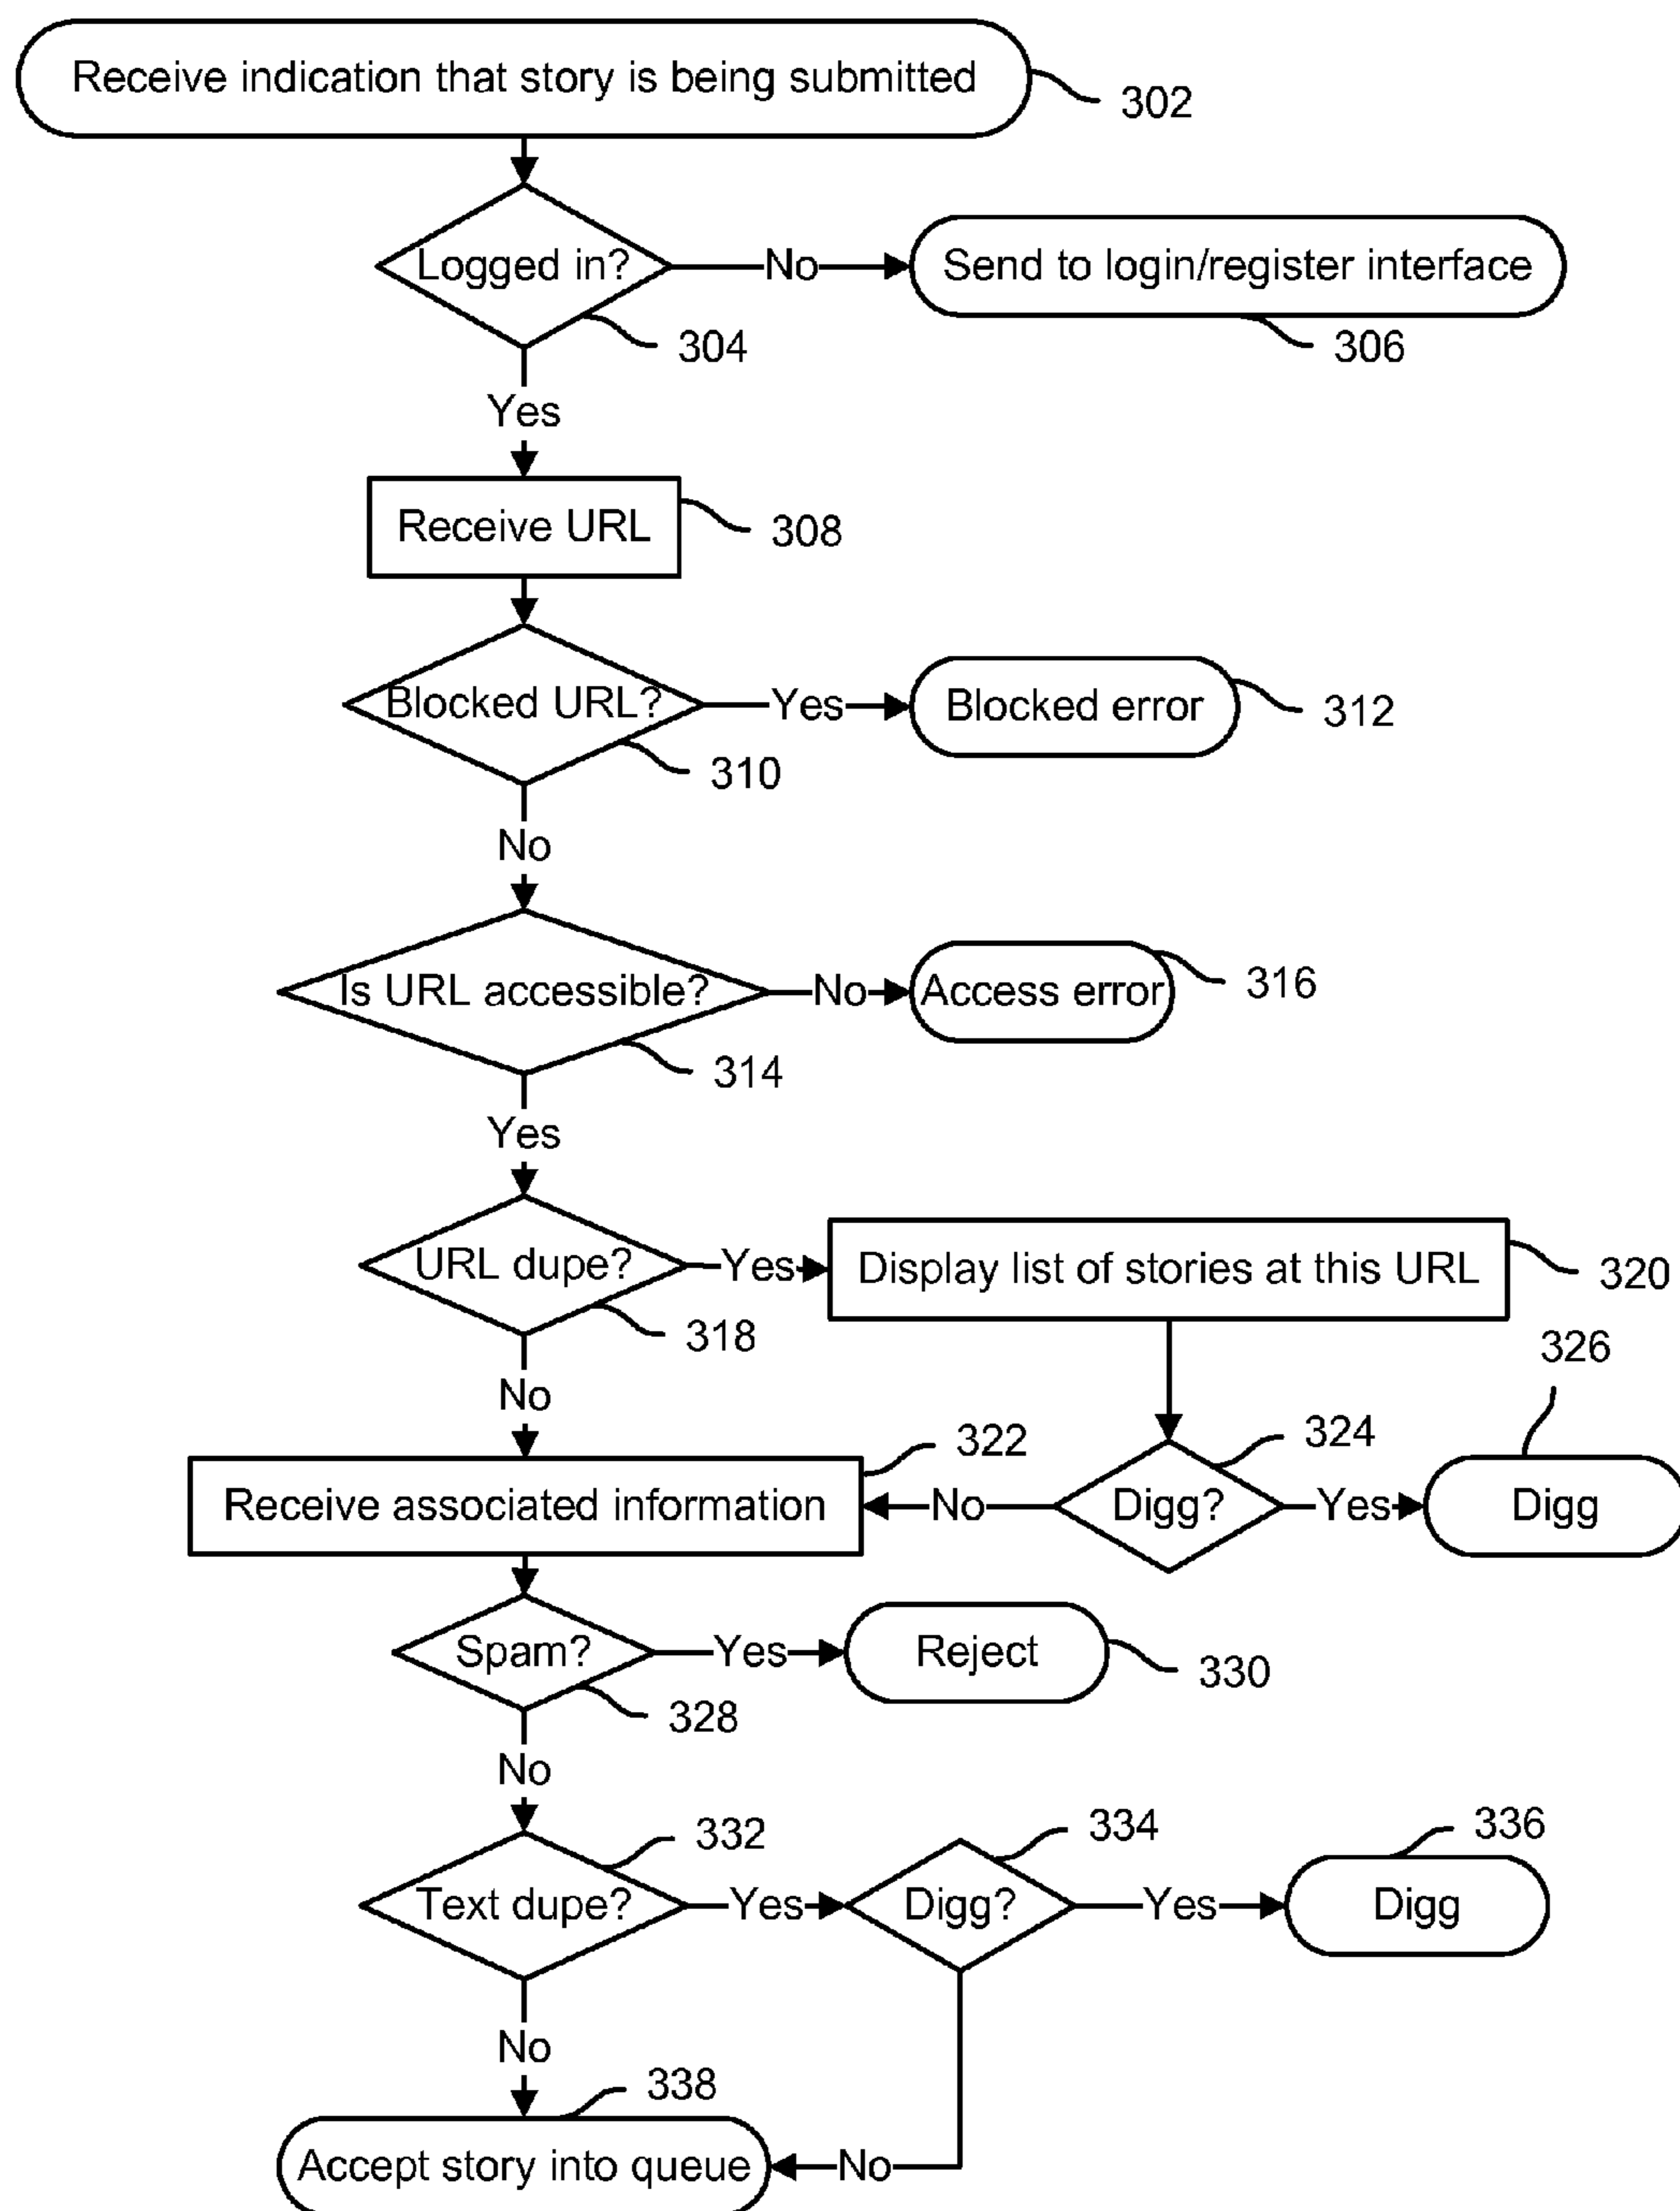 Receive indication that story is being submitted
302
Logged in?
No
Send to login/register interface
304
306
Yes
Receive URL
308
Blocked URL?
Yes
Blocked error
312
310
No
Is URL accessible?
No
Access error
316
314
Yes
URL dupe?
Yes
Display list of stories at this URL
320
318
326
No
322
324
Receive associated information
No
Digg?
Yes
Digg
Spam?
Yes
Reject
330
328
No
332
334
336
Text dupe?
Yes
Digg?
Yes
Digg
No
338
Accept story into queue
No